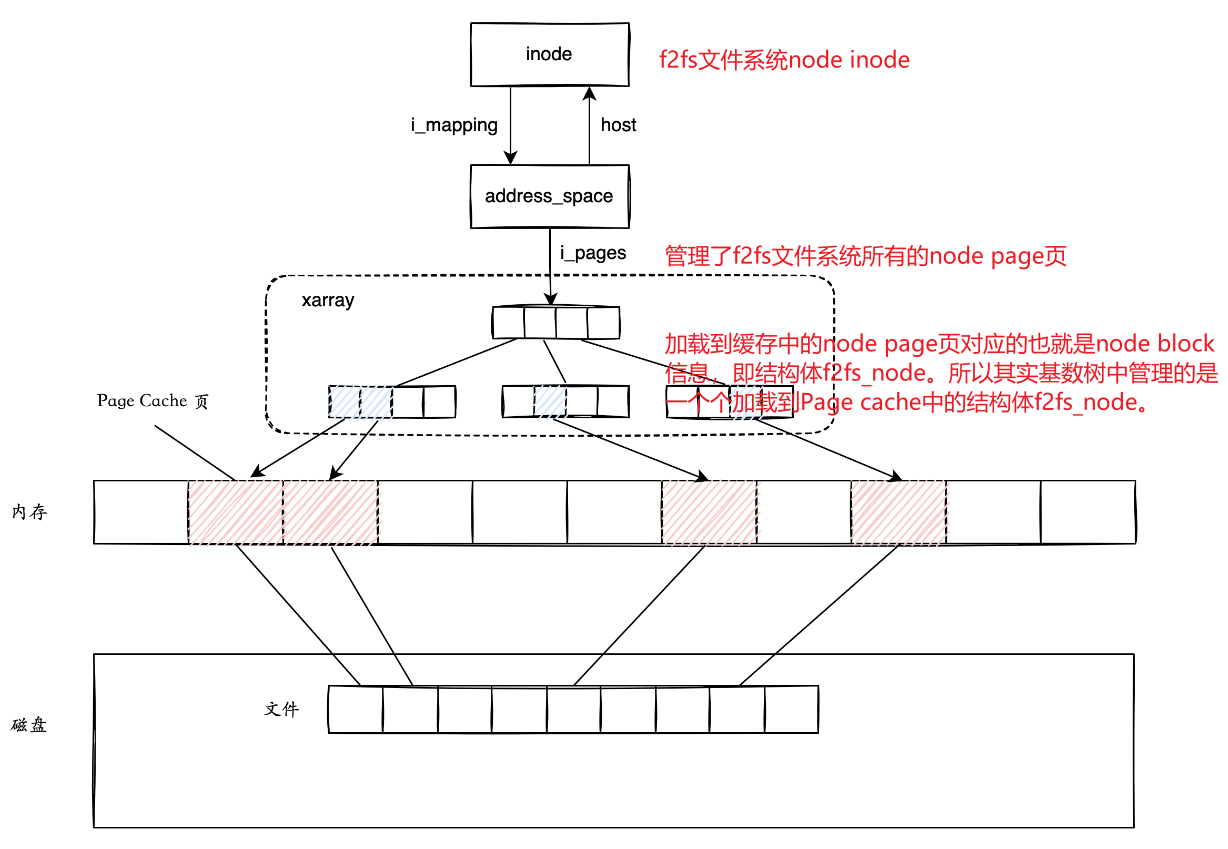 inode
f2fs文件系统node inode
i_mapping
host
address_space
i_pages
管理了f2fs文件系统所有的node page页
xarray
加载到缓存中的node page页对应的也就是node block
信息，即结构体f2fs_node。所以其实基数树中管理的是
一个个加载到Page cache中的结构体f2fs_node。
Page Cache 页
内存
文件
磁盘